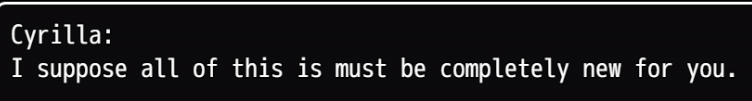 Cyrilla:
I suppose all of this is must be completely new for you.